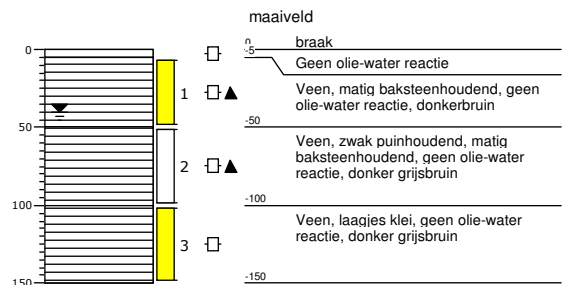 maaiveld
0
0
braak
-5
Geen olie-water reactie
1
Veen, matig baksteenhoudend, geen
olie-water reactie, donkerbruin
50
-50
2
Veen, zwak puinhoudend, matig
baksteenhoudend, geen olie-water
reactie, donker grijsbruin
100
-100
3
Veen, laagjes klei, geen olie-water
reactie, donker grijsbruin
150
-150